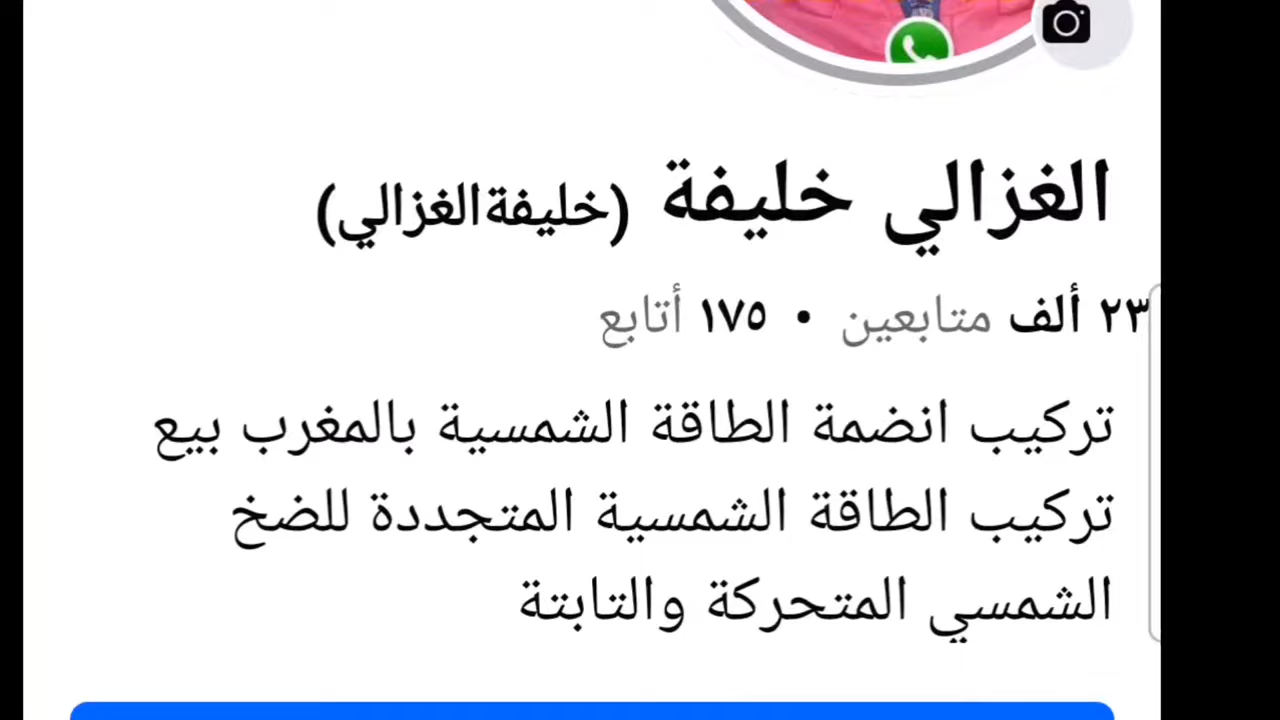 الغزالي خليفة (خليفةالغزالي)
٢٣ ألف متابعين • ١٧٥ أتابع
تركيب انضمة الطاقة الشمسية بالمغرب بيع
تركيب الطاقة الشمسية المتجددة للضخ
الشمسي المتحركة والتابتة